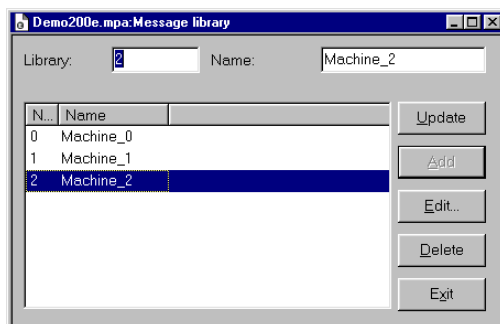 Demo200e.mpa:Message library
Library: 2 Name: Machine_2
N... Name
0 Machine_0
1 Machine_1
2 Machine_2
Update
Add
Edit...
Delete
Exit